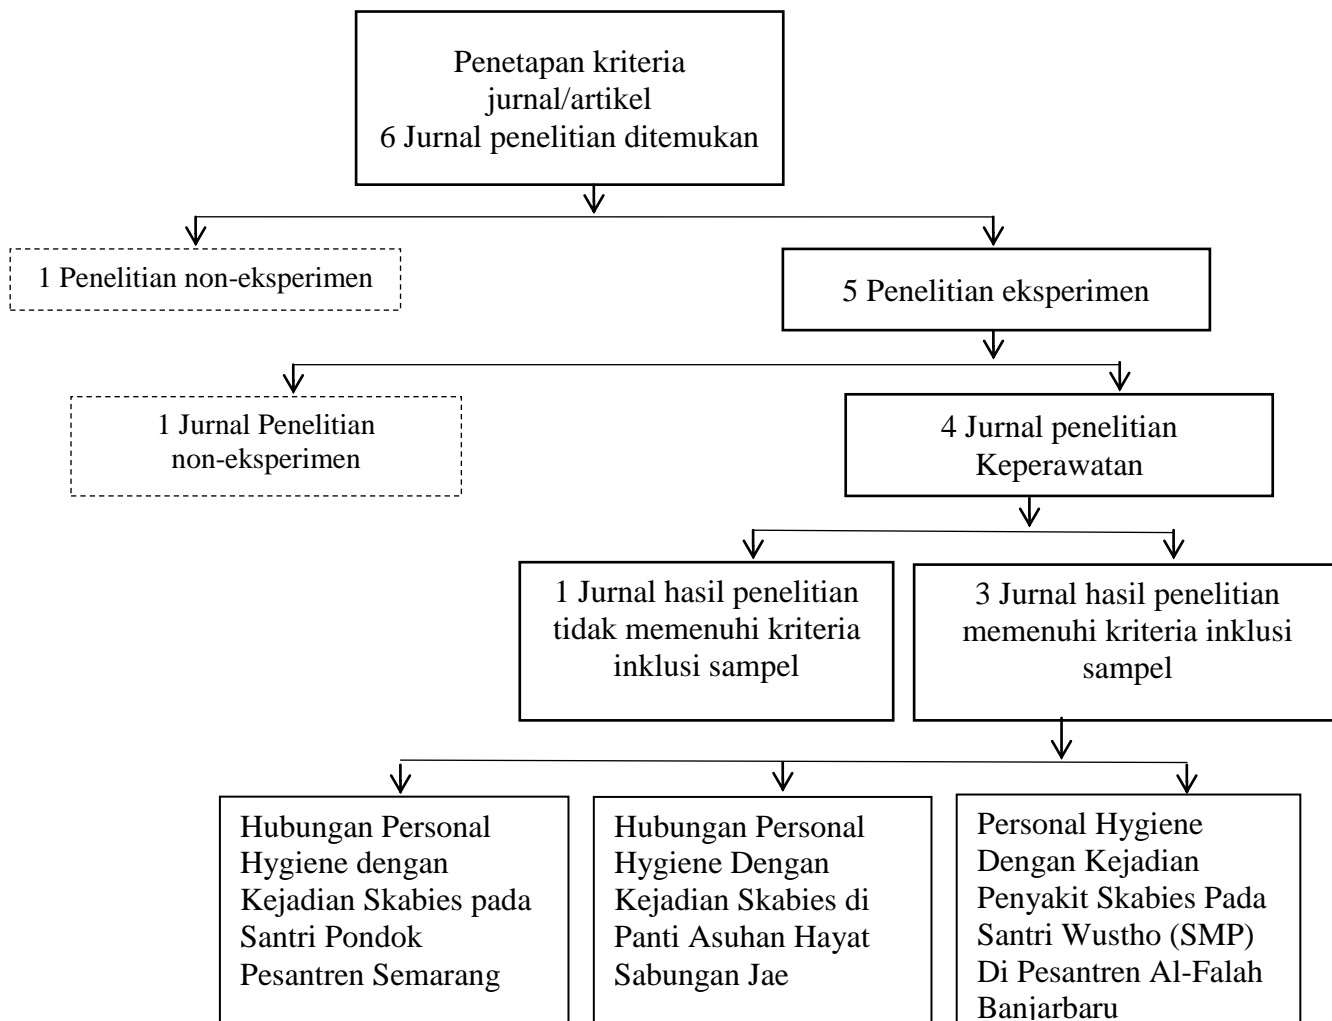 Penetapan kriteria
jurnal/artikel
6 Jurnal penelitian ditemukan
1 Penelitian non-eksperimen
5 Penelitian eksperimen
1 Jurnal Penelitian
non-eksperimen
4 Jurnal penelitian
Keperawatan
1 Jurnal hasil penelitian
tidak memenuhi kriteria
inklusi sampel
3 Jurnal hasil penelitian
memenuhi kriteria inklusi
sampel
Hubungan Personal
Hygiene dengan
Kejadian Skabies pada
Santri Pondok
Pesantren Semarang
Hubungan Personal
Hygiene Dengan
Kejadian Skabies di
Panti Asuhan Hayat
Sabungan Jae
Personal Hygiene
Dengan Kejadian
Penyakit Skabies Pada
Santri Wustho (SMP)
Di Pesantren Al-Falah
Banjarbaru